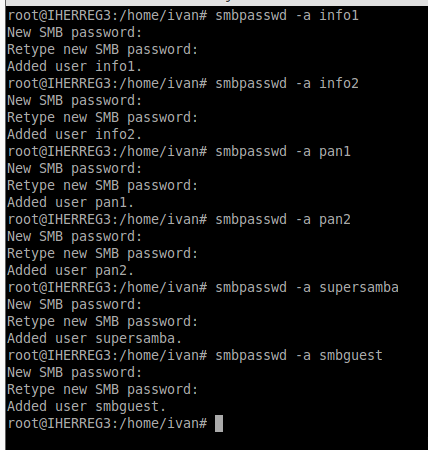 root@IHERREG3:/home/ivan# smbpasswd -a info1
New SMB password:
Retype new SMB password:
Added user info1.
root@IHERREG3:/home/ivan# smbpasswd -a info2
New SMB password:
Retype new SMB password:
Added user info2.
root@IHERREG3:/home/ivan# smbpasswd -a pan1
New SMB password:
Retype new SMB password:
Added user pan1.
root@IHERREG3:/home/ivan# smbpasswd -a pan2
New SMB password:
Retype new SMB password:
Added user pan2.
root@IHERREG3:/home/ivan# smbpasswd -a supersamba
New SMB password:
Retype new SMB password:
Added user supersamba.
root@IHERREG3:/home/ivan# smbpasswd -a smbguest
New SMB password:
Retype new SMB password:
Added user smbguest.
root@IHERREG3:/home/ivan#